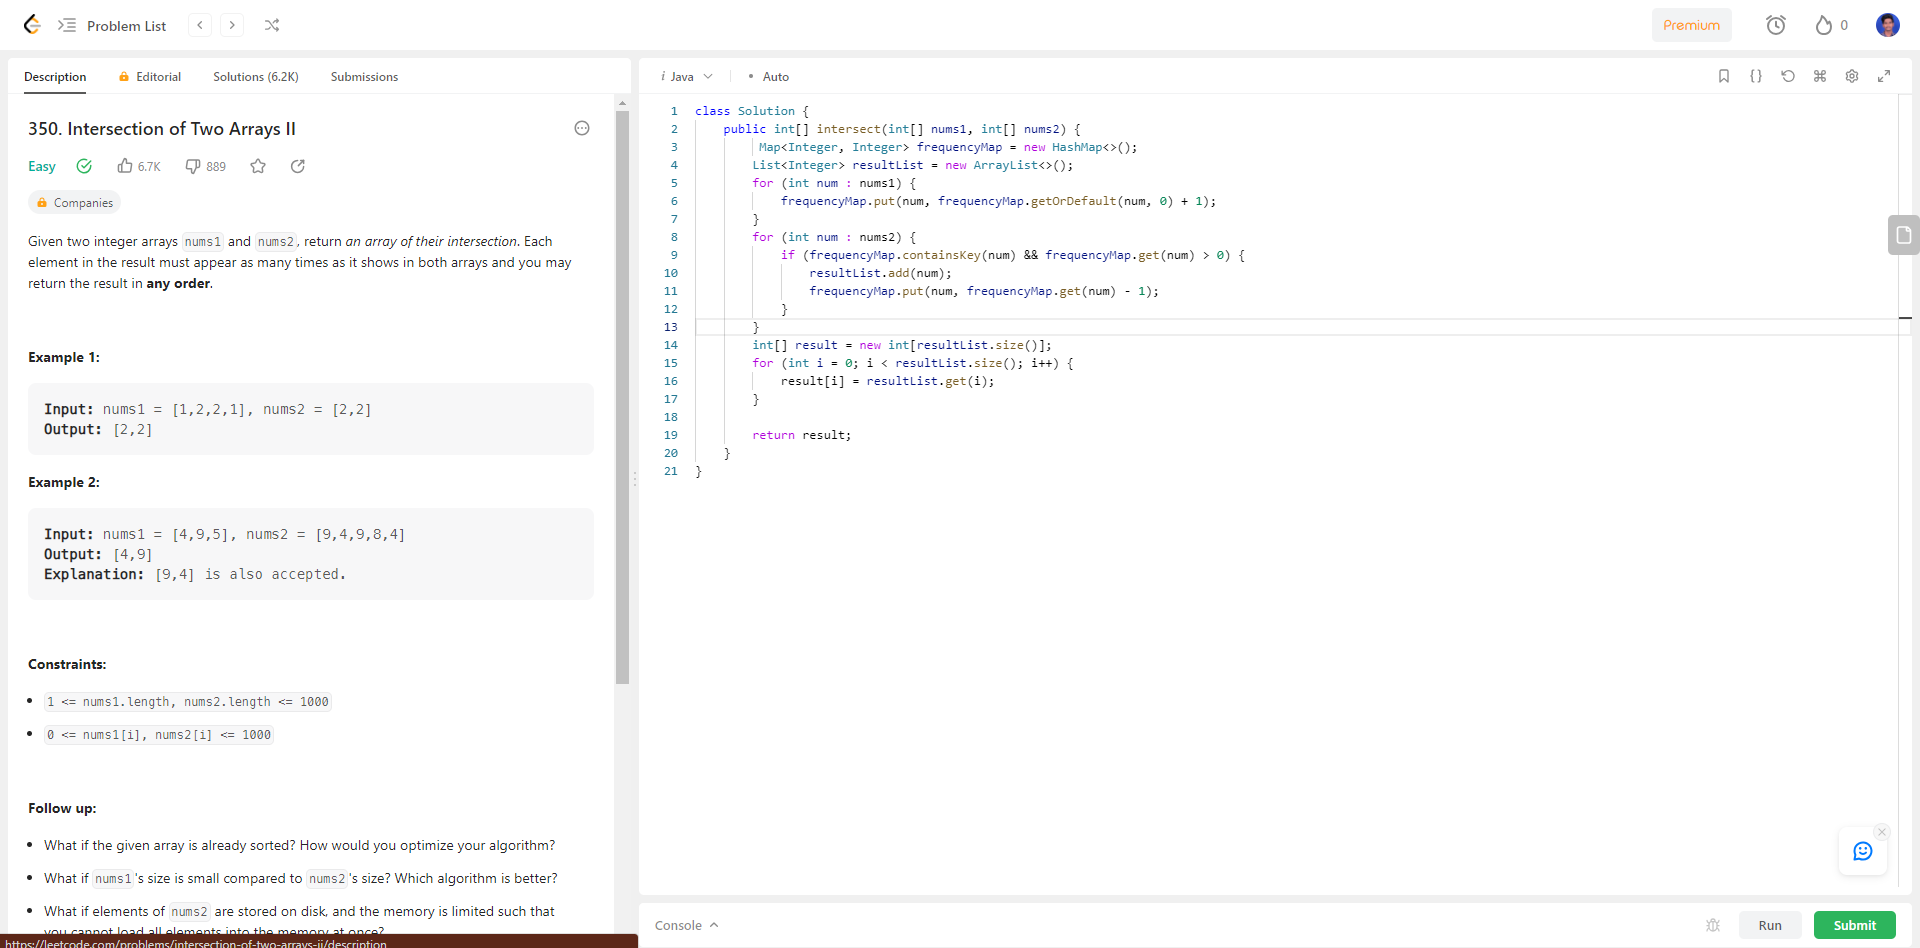 Problem List
Premium
0
Description
Editorial
Solutions (6.2K)
Submissions
350. Intersection of Two Arrays II
Easy
6.7K
889
Companies
Given two integer arrays nums1 and nums2, return an array of their intersection. Each
element in the result must appear as many times as it shows in both arrays and you may
return the result in any order.
Example 1:
Input: nums1 = [1,2,2,1], nums2 = [2,2]
Output: [2,2]
Example 2:
Input: nums1 = [4,9,5], nums2 = [9,4,9,8,4]
Output: [4,9]
Explanation: [9,4] is also accepted.
Constraints:
• 1 <= nums1.length, nums2.length <= 1000
• 0 <= nums1[i], nums2[i] <= 1000
Follow up:
• What if the given array is already sorted? How would you optimize your algorithm?
• What if nums1's size is small compared to nums2's size? Which algorithm is better?
• What if elements of nums2 are stored on disk, and the memory is limited such that
you cannot load all elements into the memory at once?
https://leetcode.com/problems/intersection-of-two-arrays-ii/description
i Java
• Auto
1 class Solution {
2     public int[] intersect(int[] nums1, int[] nums2) {
3          Map<Integer, Integer> frequencyMap = new HashMap<>();
4         List<Integer> resultList = new ArrayList<>();
5         for (int num : nums1) {
6             frequencyMap.put(num, frequencyMap.getOrDefault(num, 0) + 1);
7         }
8         for (int num : nums2) {
9             if (frequencyMap.containsKey(num) && frequencyMap.get(num) > 0) {
10                 resultList.add(num);
11                 frequencyMap.put(num, frequencyMap.get(num) - 1);
12             }
13         }
14         int[] result = new int[resultList.size()];
15         for (int i = 0; i < resultList.size(); i++) {
16             result[i] = resultList.get(i);
17         }
18
19         return result;
20     }
21 }
Console
Run
Submit